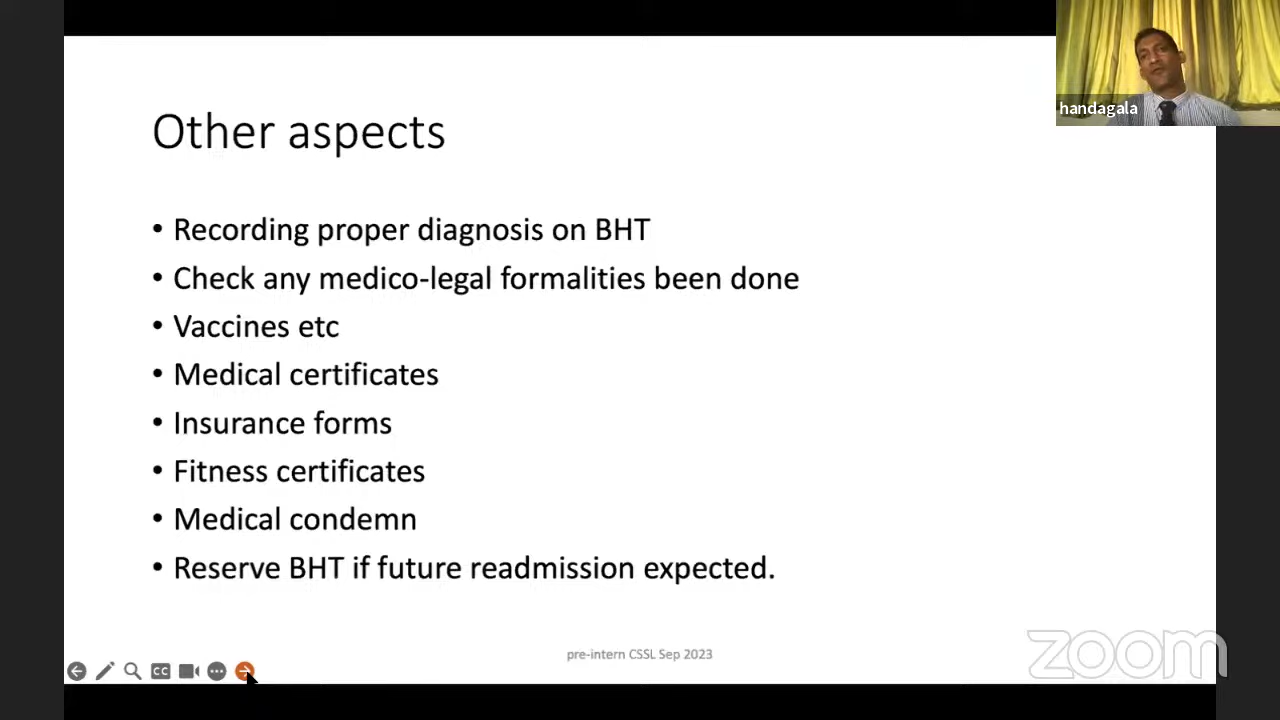 handagala
Other aspects
• Recording proper diagnosis on BHT
• Check any medico-legal formalities been done
• Vaccines etc
• Medical certificates
• Insurance forms
• Fitness certificates
• Medical condemn
• Reserve BHT if future readmission expected.
pre-intern CSSL Sep 2023
zoom
CC